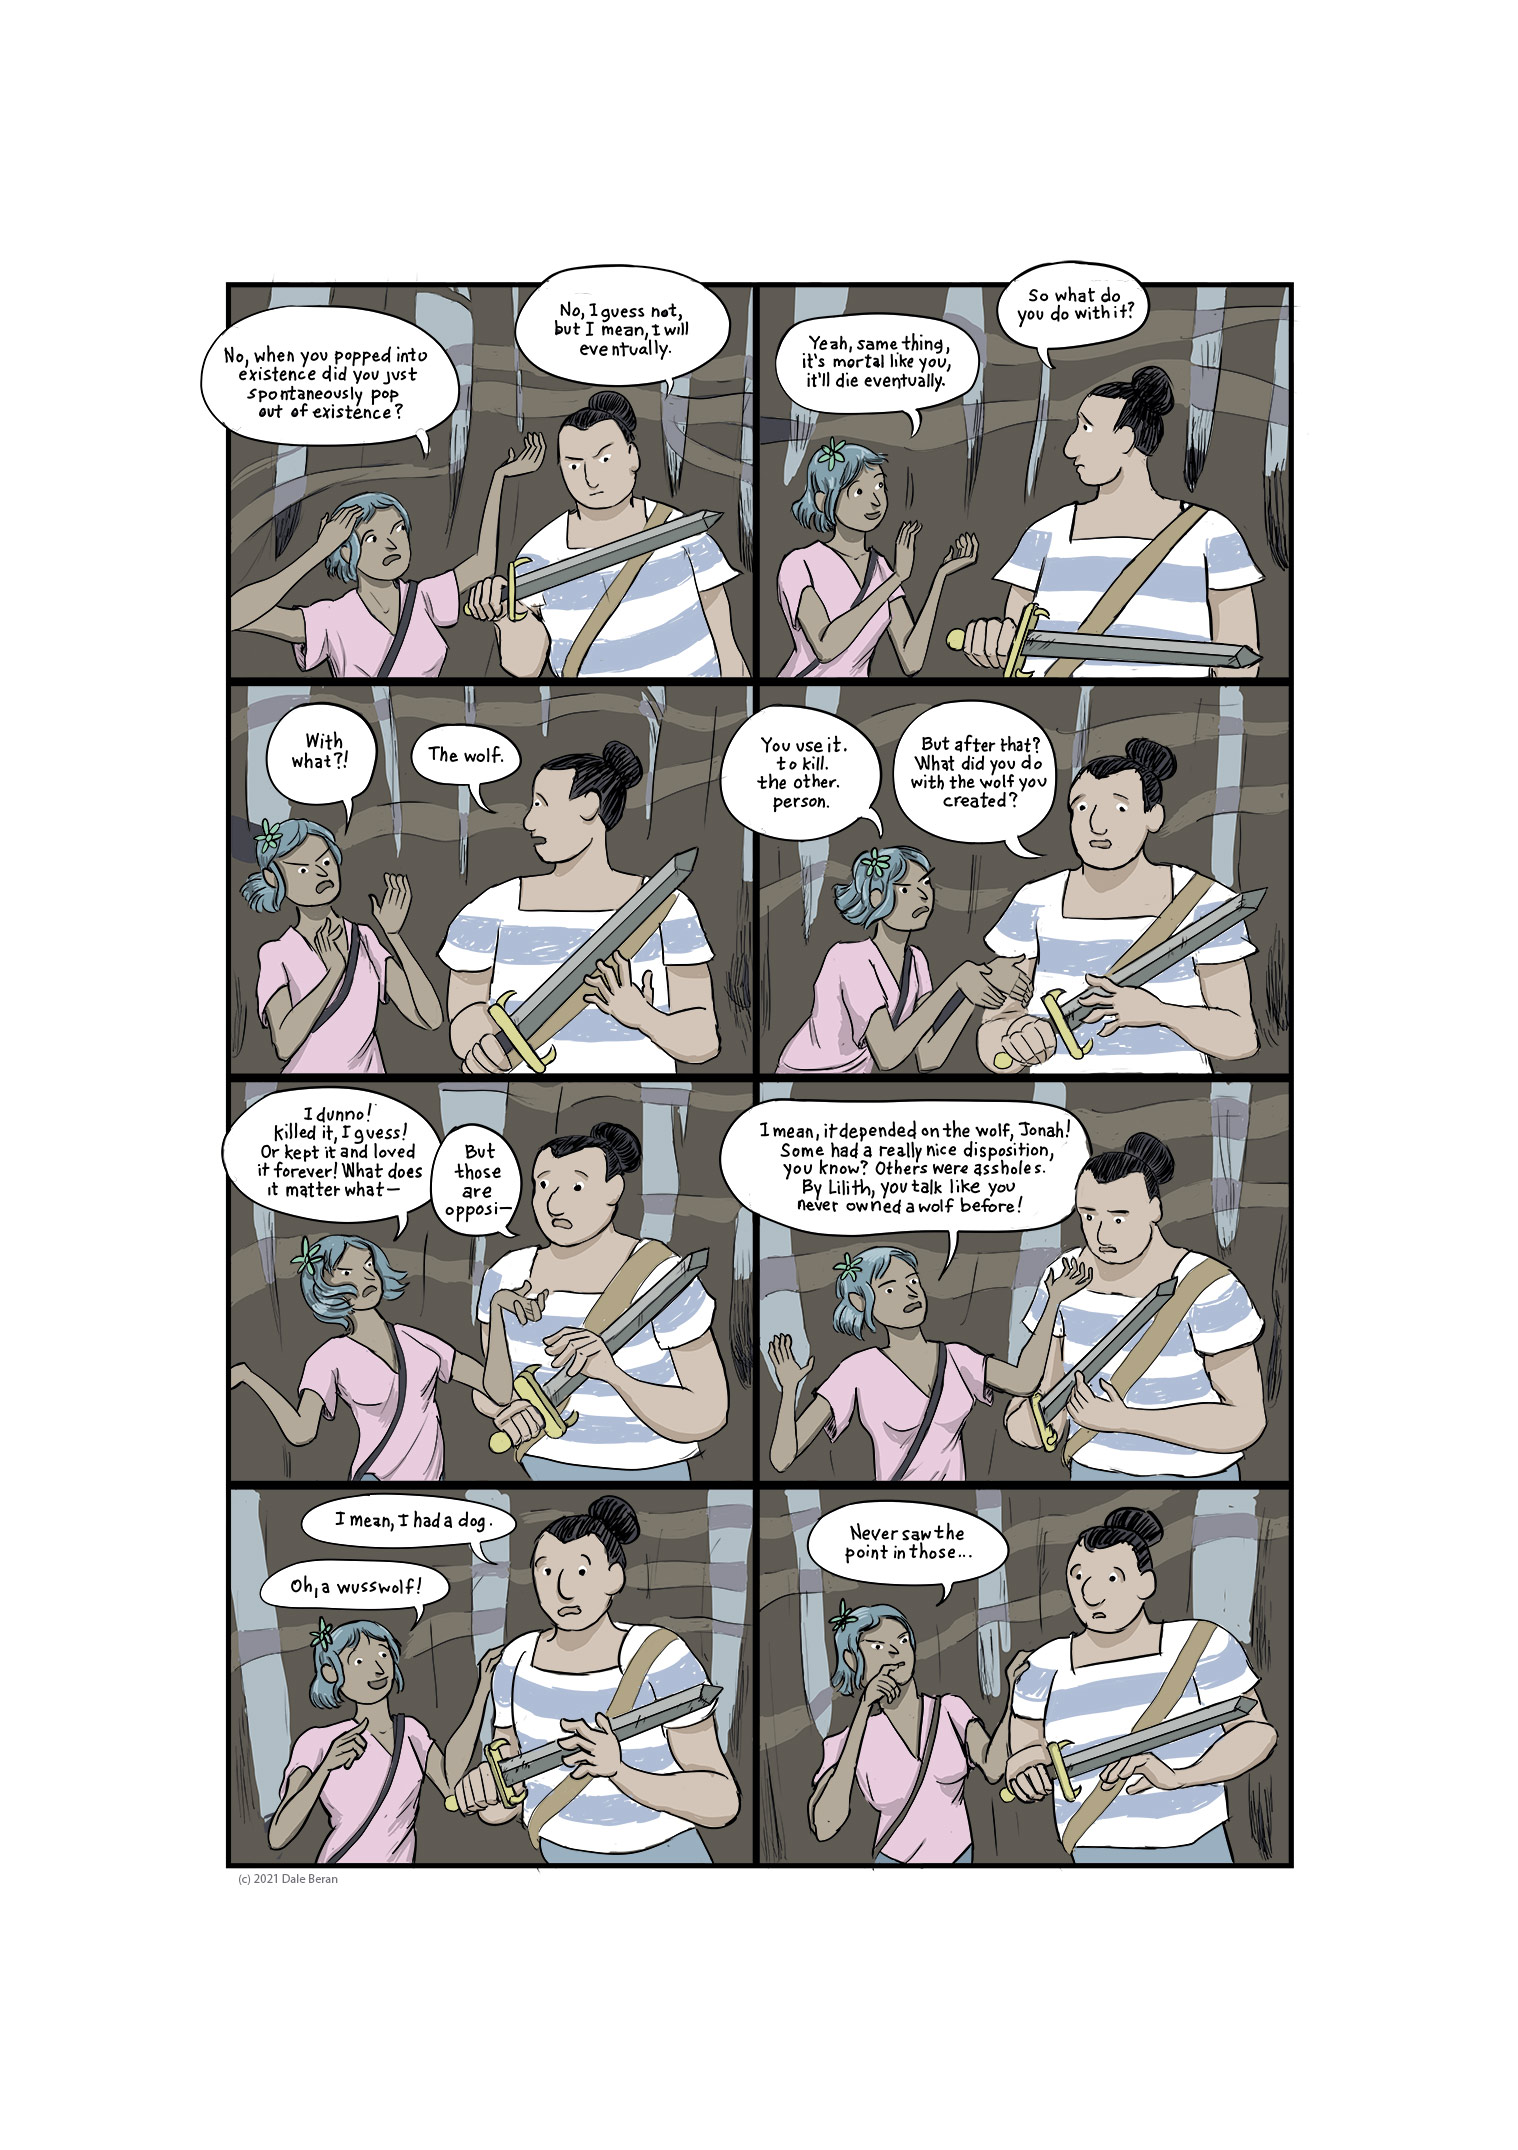 No, when you popped into
existence did you just
spontaneously pop
out of existence?
No, I guess not,
but I mean, I will
eventually.
Yeah, same thing,
it's mortal like you,
it'll die eventually.
So what do
you do with it?
With
what?!
The wolf.
You use it.
to kill.
the other.
person.
But after that?
What did you do
with the wolf you
created?
I dunno!
Killed it, I guess!
Or kept it and loved
it forever! What does
it matter what—
But
those
are
opposi—
I mean, it depended on the wolf, Jonah!
Some had a really nice disposition,
you know? Others were assholes.
By Lilith, you talk like you
never owned a wolf before!
I mean, I had a dog.
Oh, a wusswolf!
Never saw the
point in those...
(c) 2021 Dale Beran